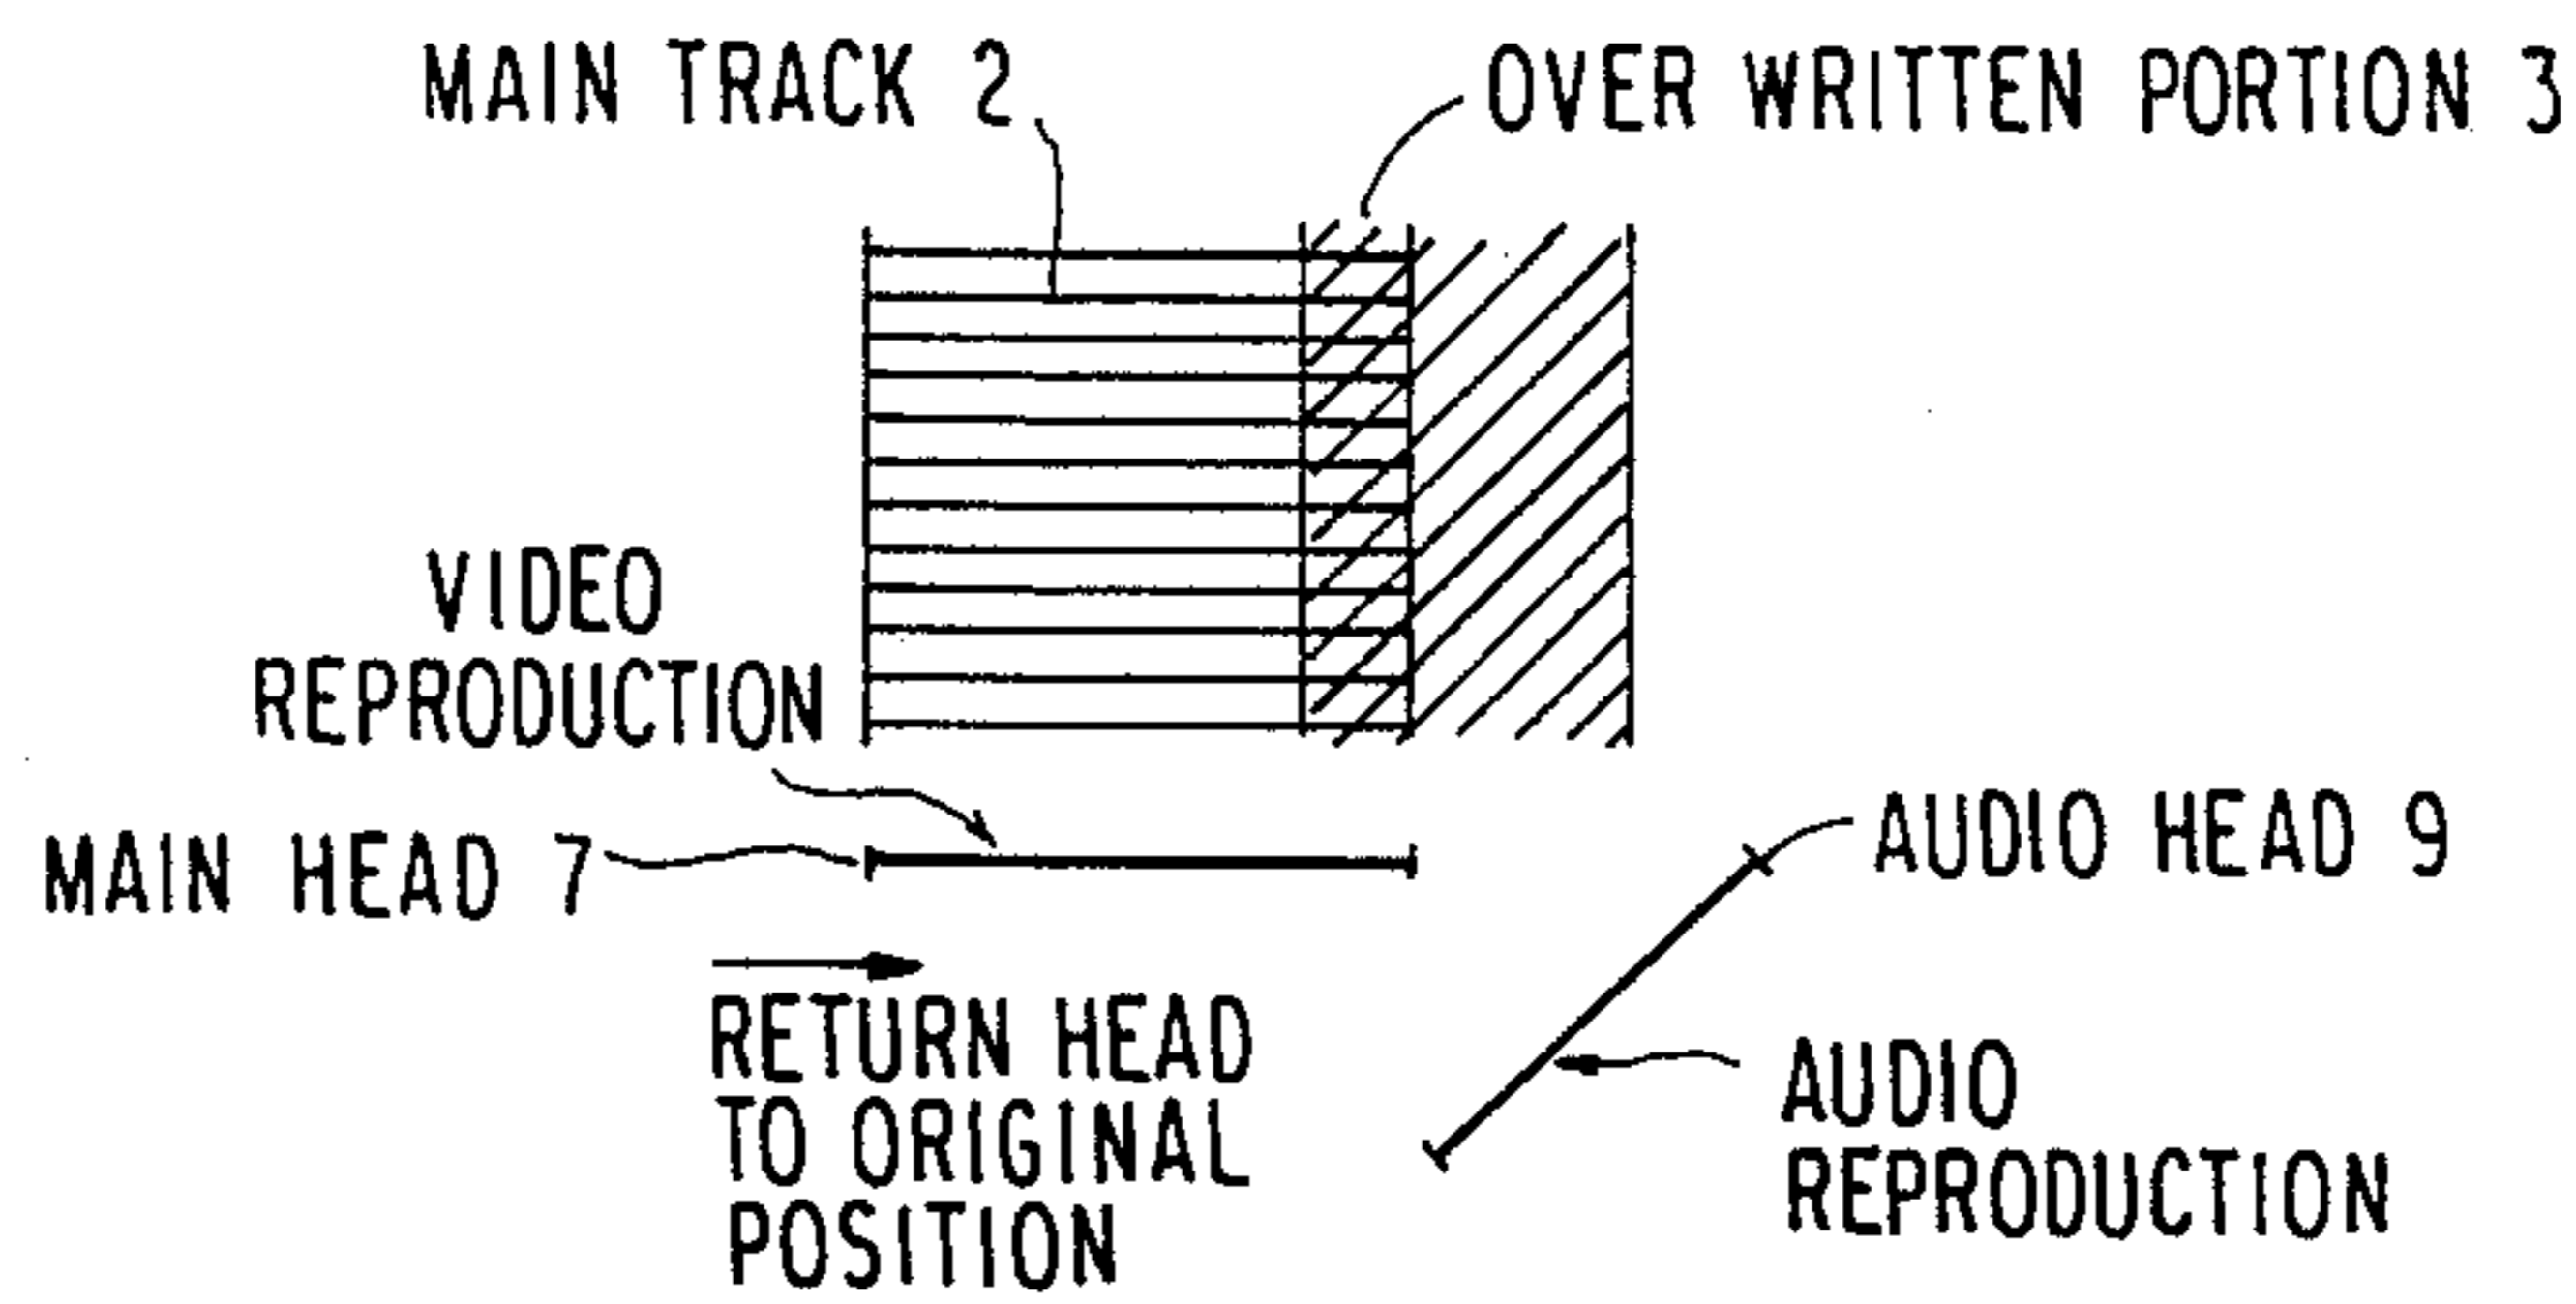 MAIN TRACK 2
OVER WRITTEN PORTION 3
VIDEO
REPRODUCTION
MAIN HEAD 7
AUDIO HEAD 9
RETURN HEAD
TO ORIGINAL
POSITION
AUDIO
REPRODUCTION